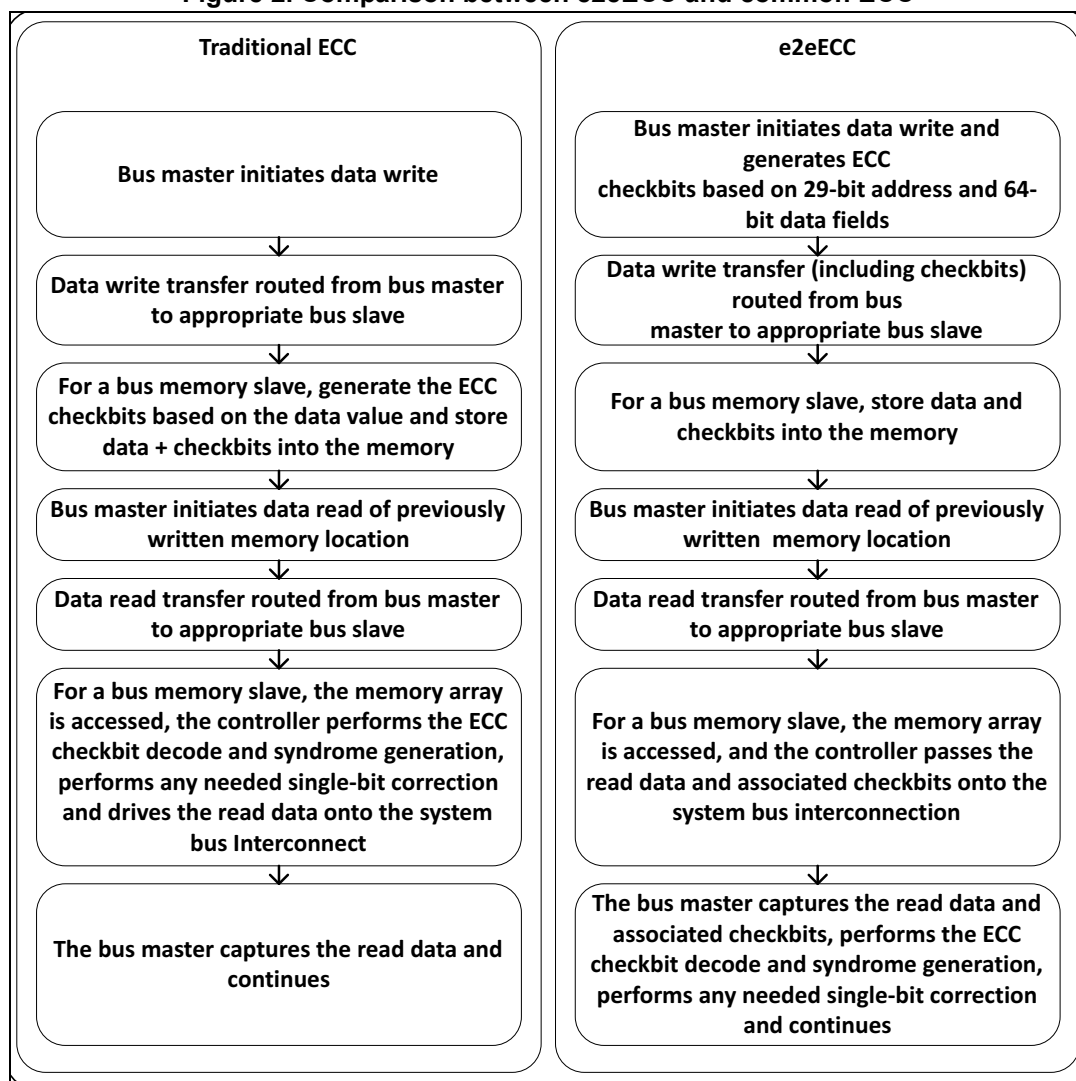 Figure 2. Comparison between e2eECC and common ECC
Traditional ECC
Bus master initiates data write
Data write transfer routed from bus master
to appropriate bus slave
For a bus memory slave, generate the ECC
checkbits based on the data value and store
data + checkbits into the memory
Bus master initiates data read of previously
written memory location
Data read transfer routed from bus master
to appropriate bus slave
For a bus memory slave, the memory array
is accessed, the controller performs the ECC
checkbit decode and syndrome generation,
performs any needed single-bit correction
and drives the read data onto the system
bus Interconnect
The bus master captures the read data and
continues
e2eECC
Bus master initiates data write and
generates ECC
checkbits based on 29-bit address and 64-
bit data fields
Data write transfer (including checkbits)
routed from bus
master to appropriate bus slave
For a bus memory slave, store data and
checkbits into the memory
Bus master initiates data read of previously
written memory location
Data read transfer routed from bus master
to appropriate bus slave
For a bus memory slave, the memory array
is accessed, and the controller passes the
read data and associated checkbits onto the
system bus interconnection
The bus master captures the read data and
associated checkbits, performs the ECC
checkbit decode and syndrome generation,
performs any needed single-bit correction
and continues